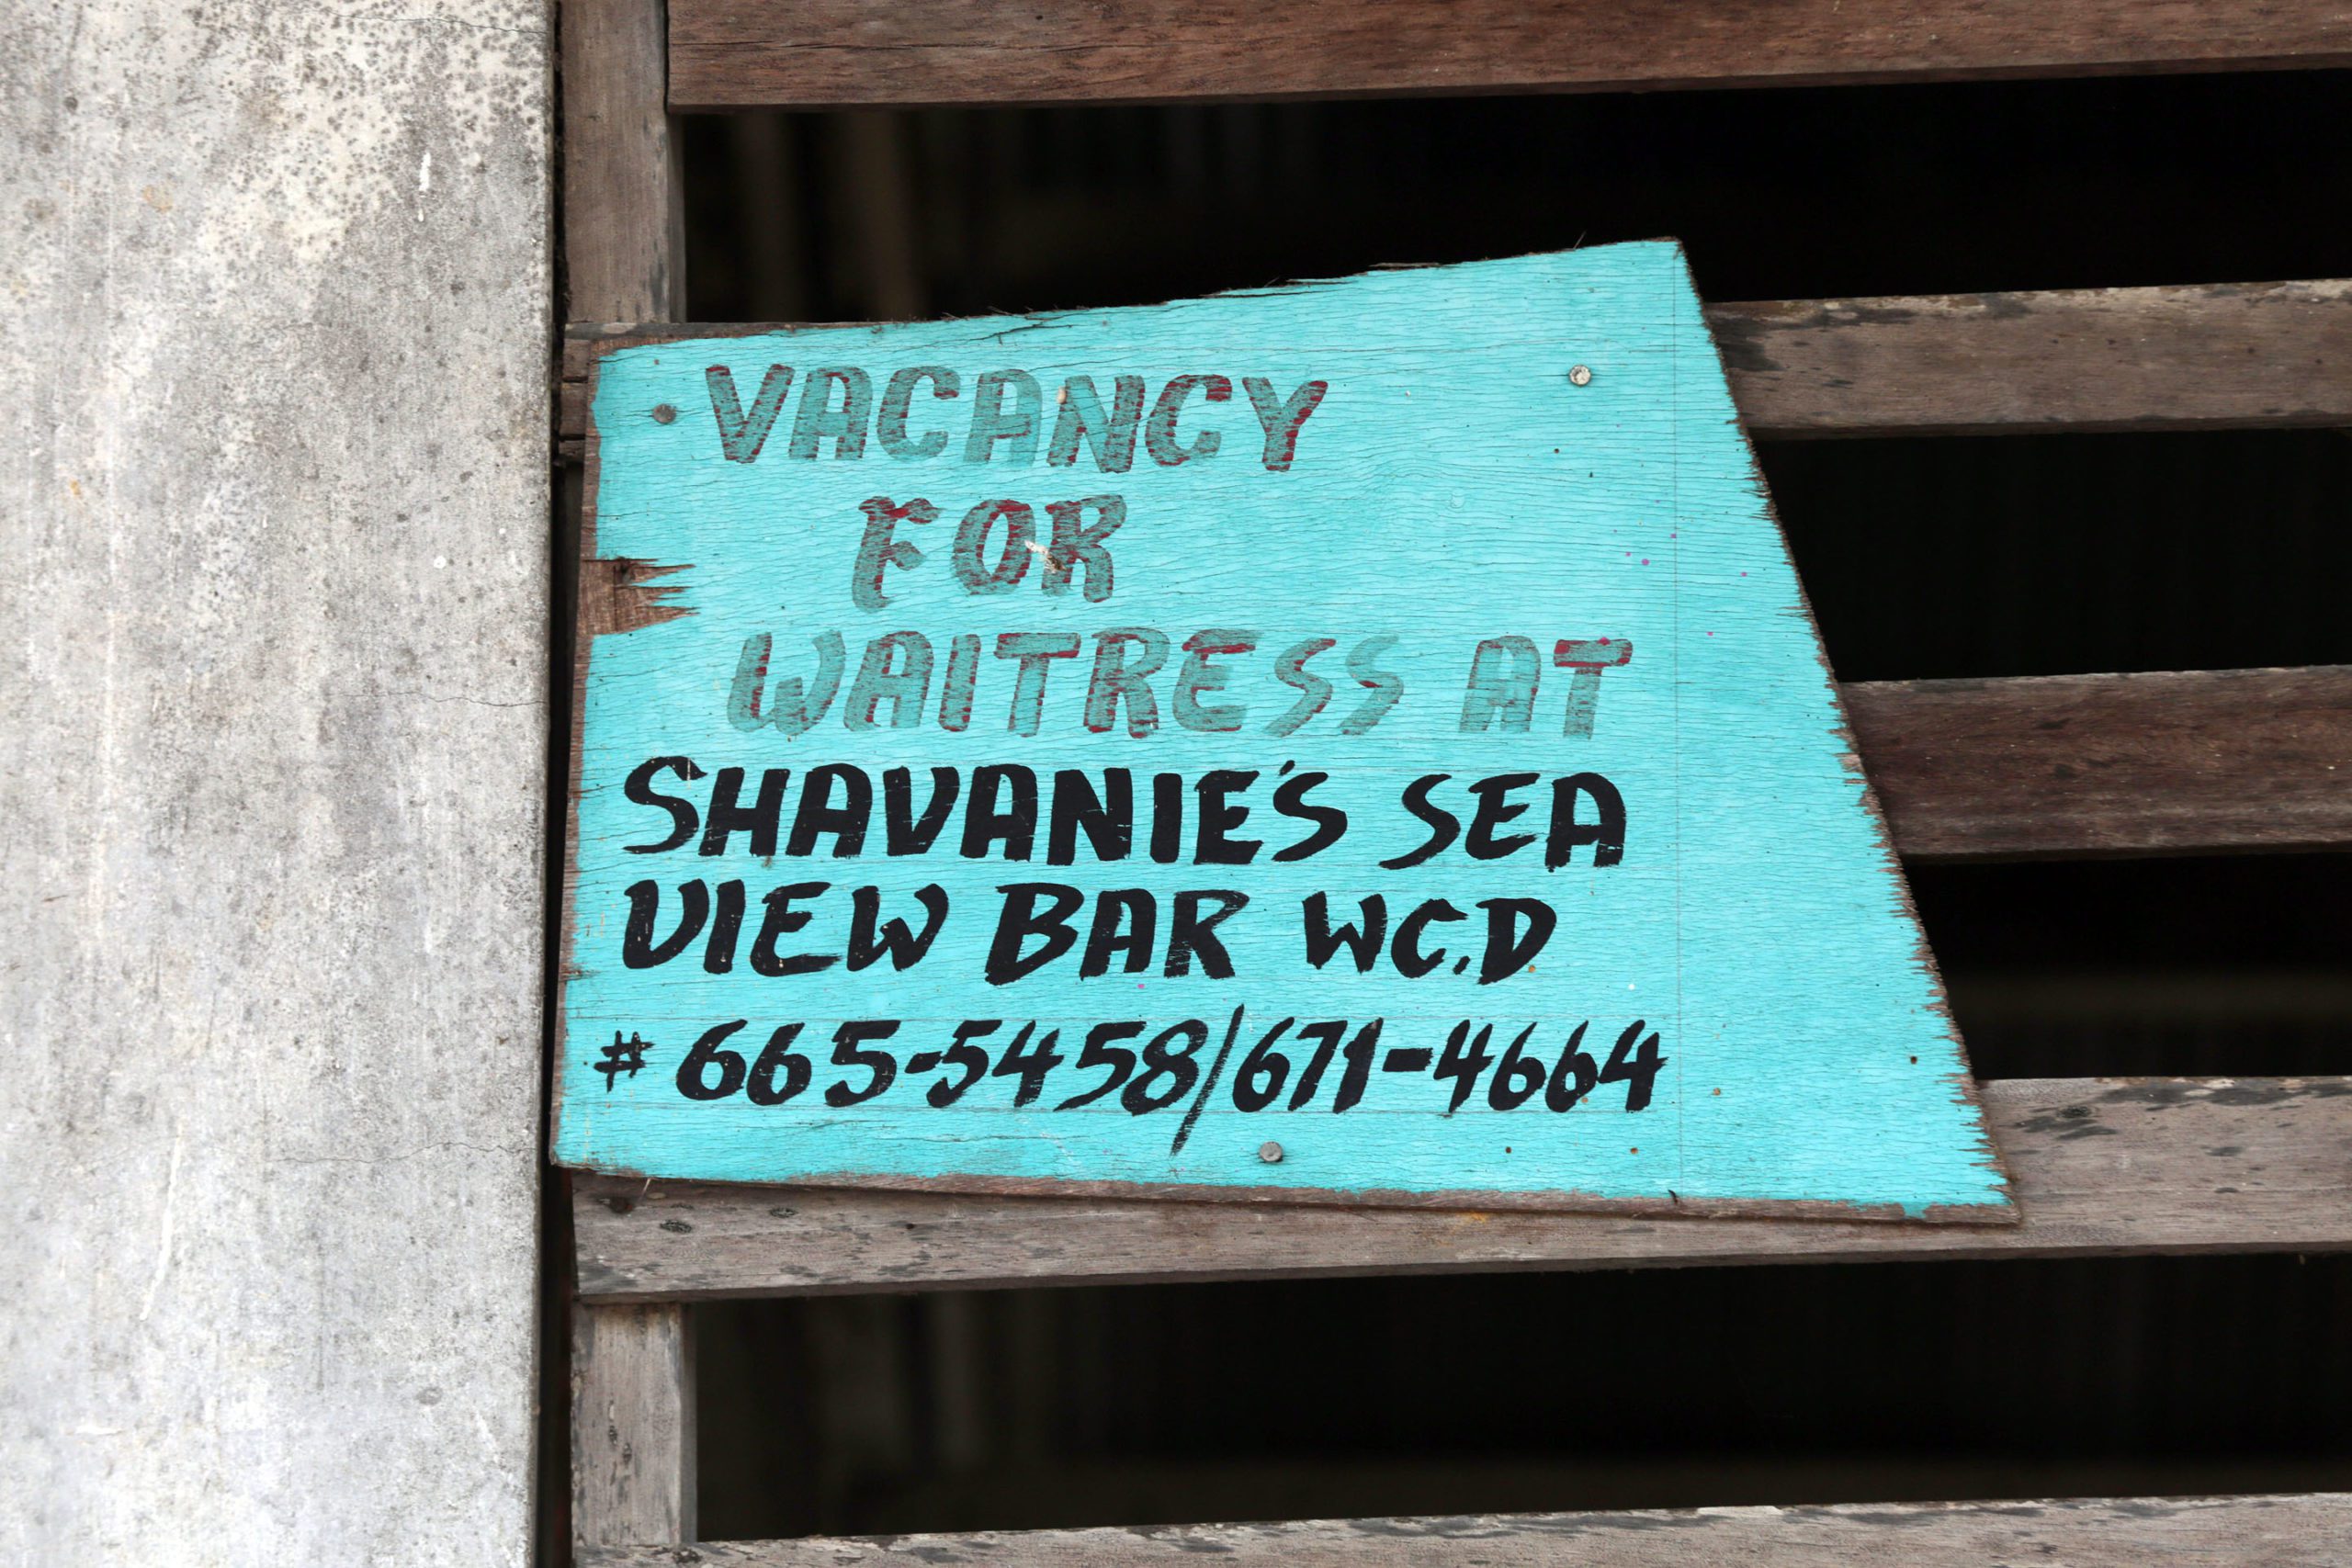 VACANCY
FOR
WAITRESS AT
SHAVANIE'S SEA
VIEW BAR WC.D
# 665-5458/671-4664